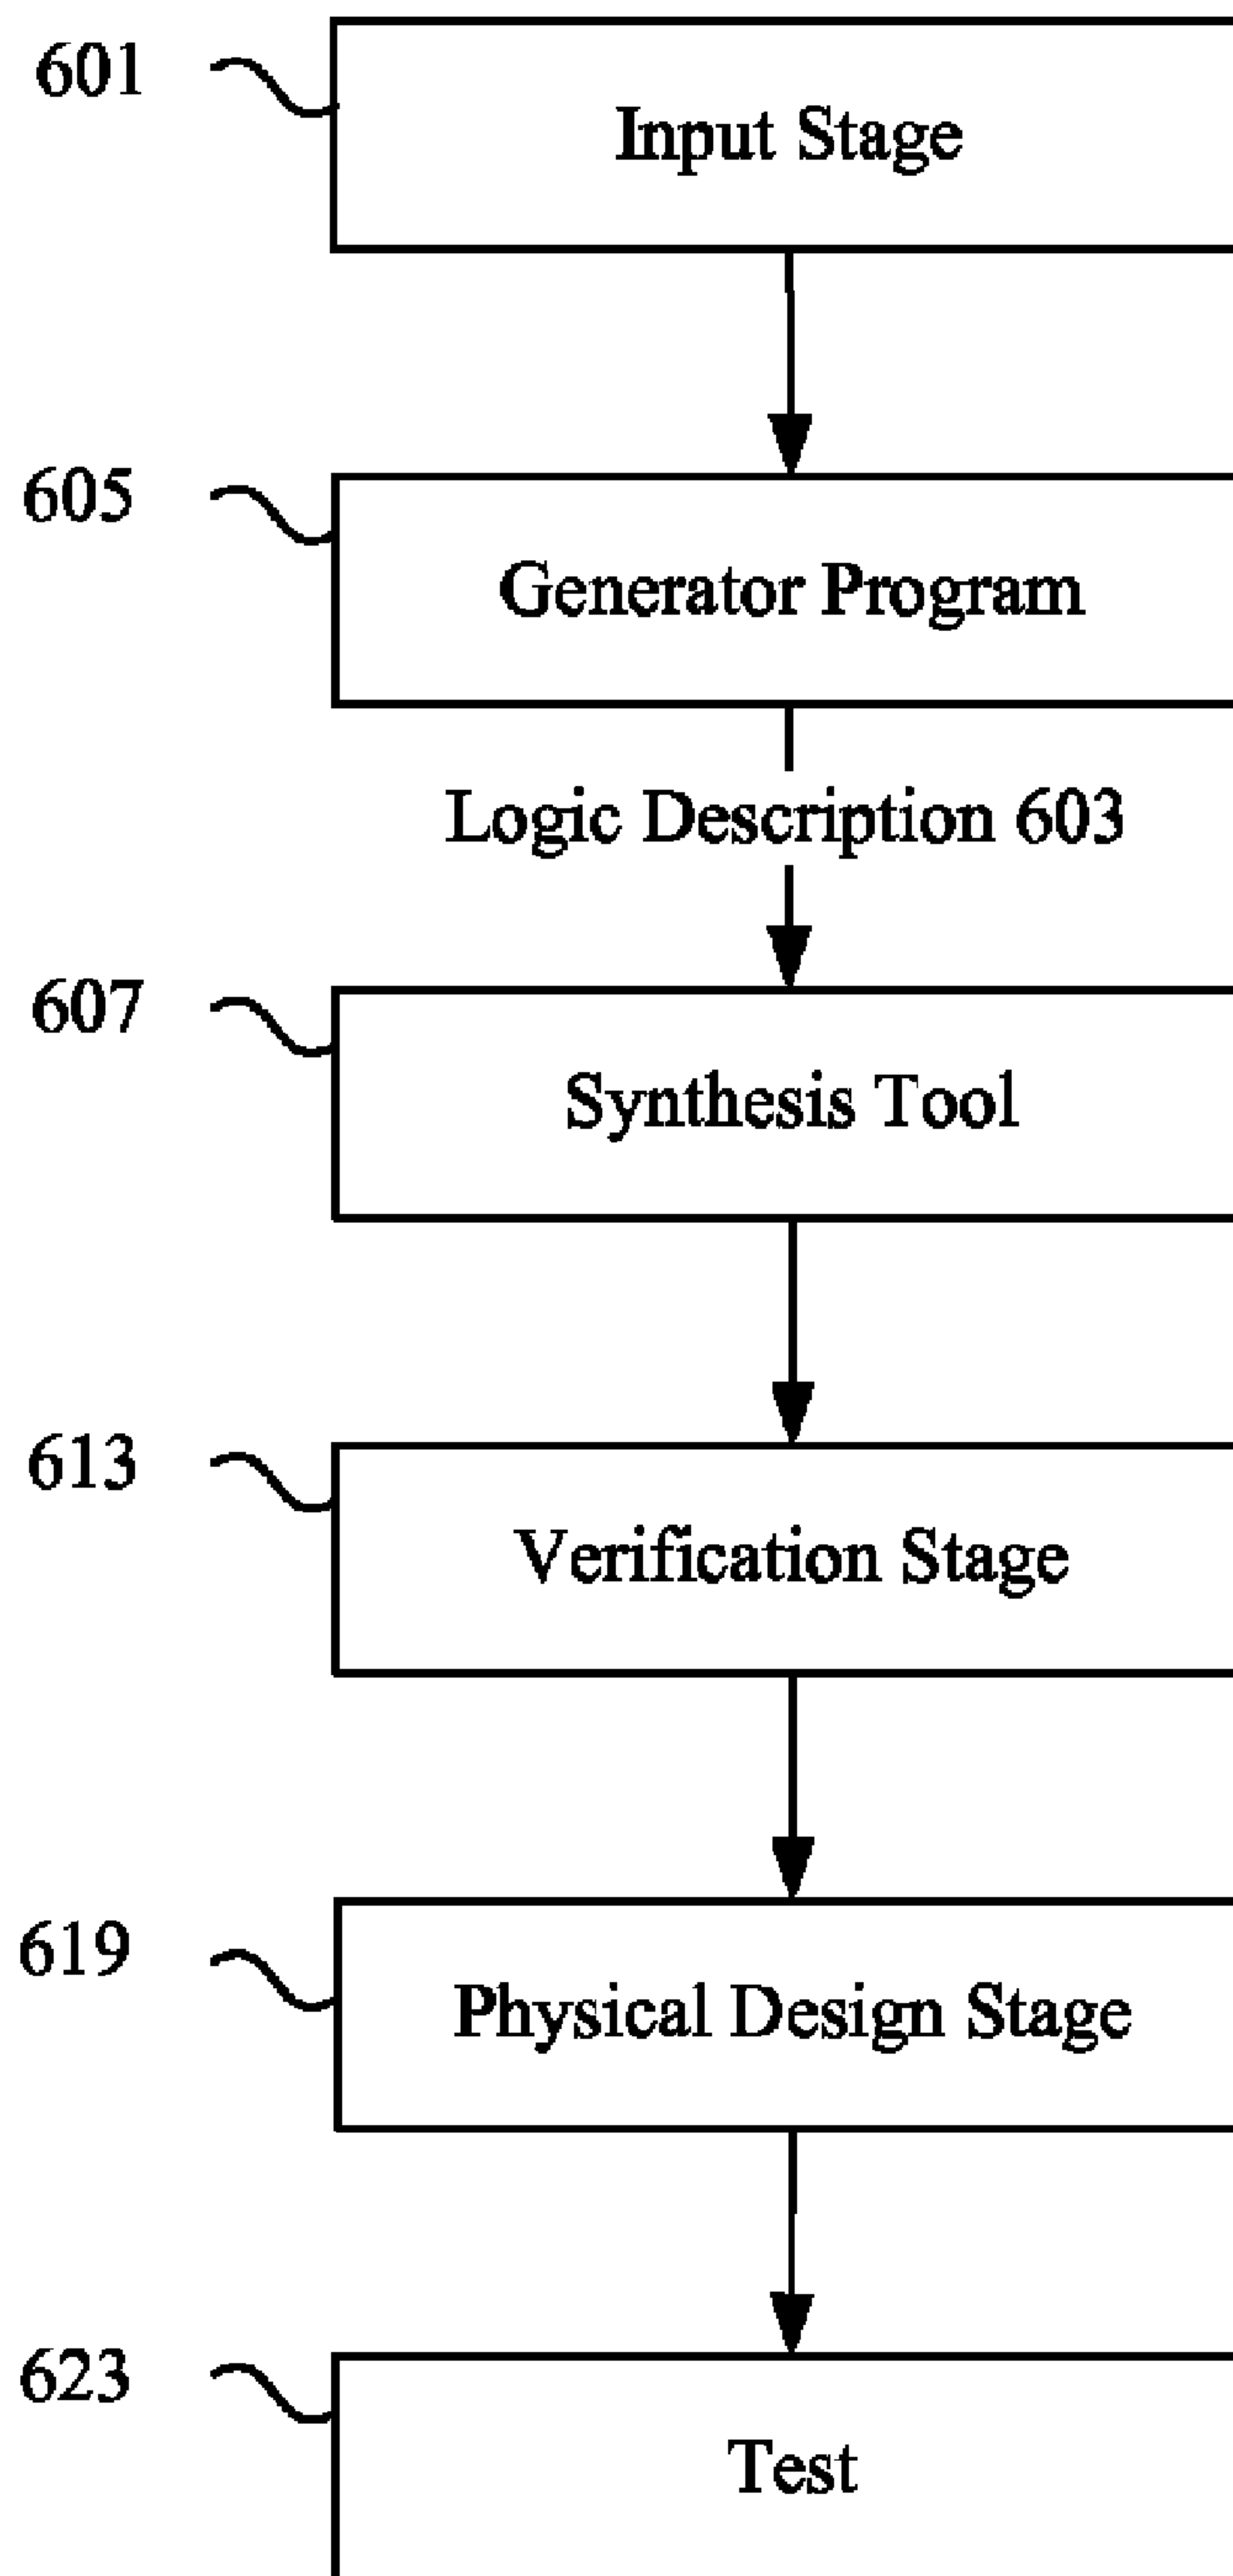 601
Input Stage
605
Generator Program
Logic Description 603
607
Synthesis Tool
613
Verification Stage
619
Physical Design Stage
623
Test